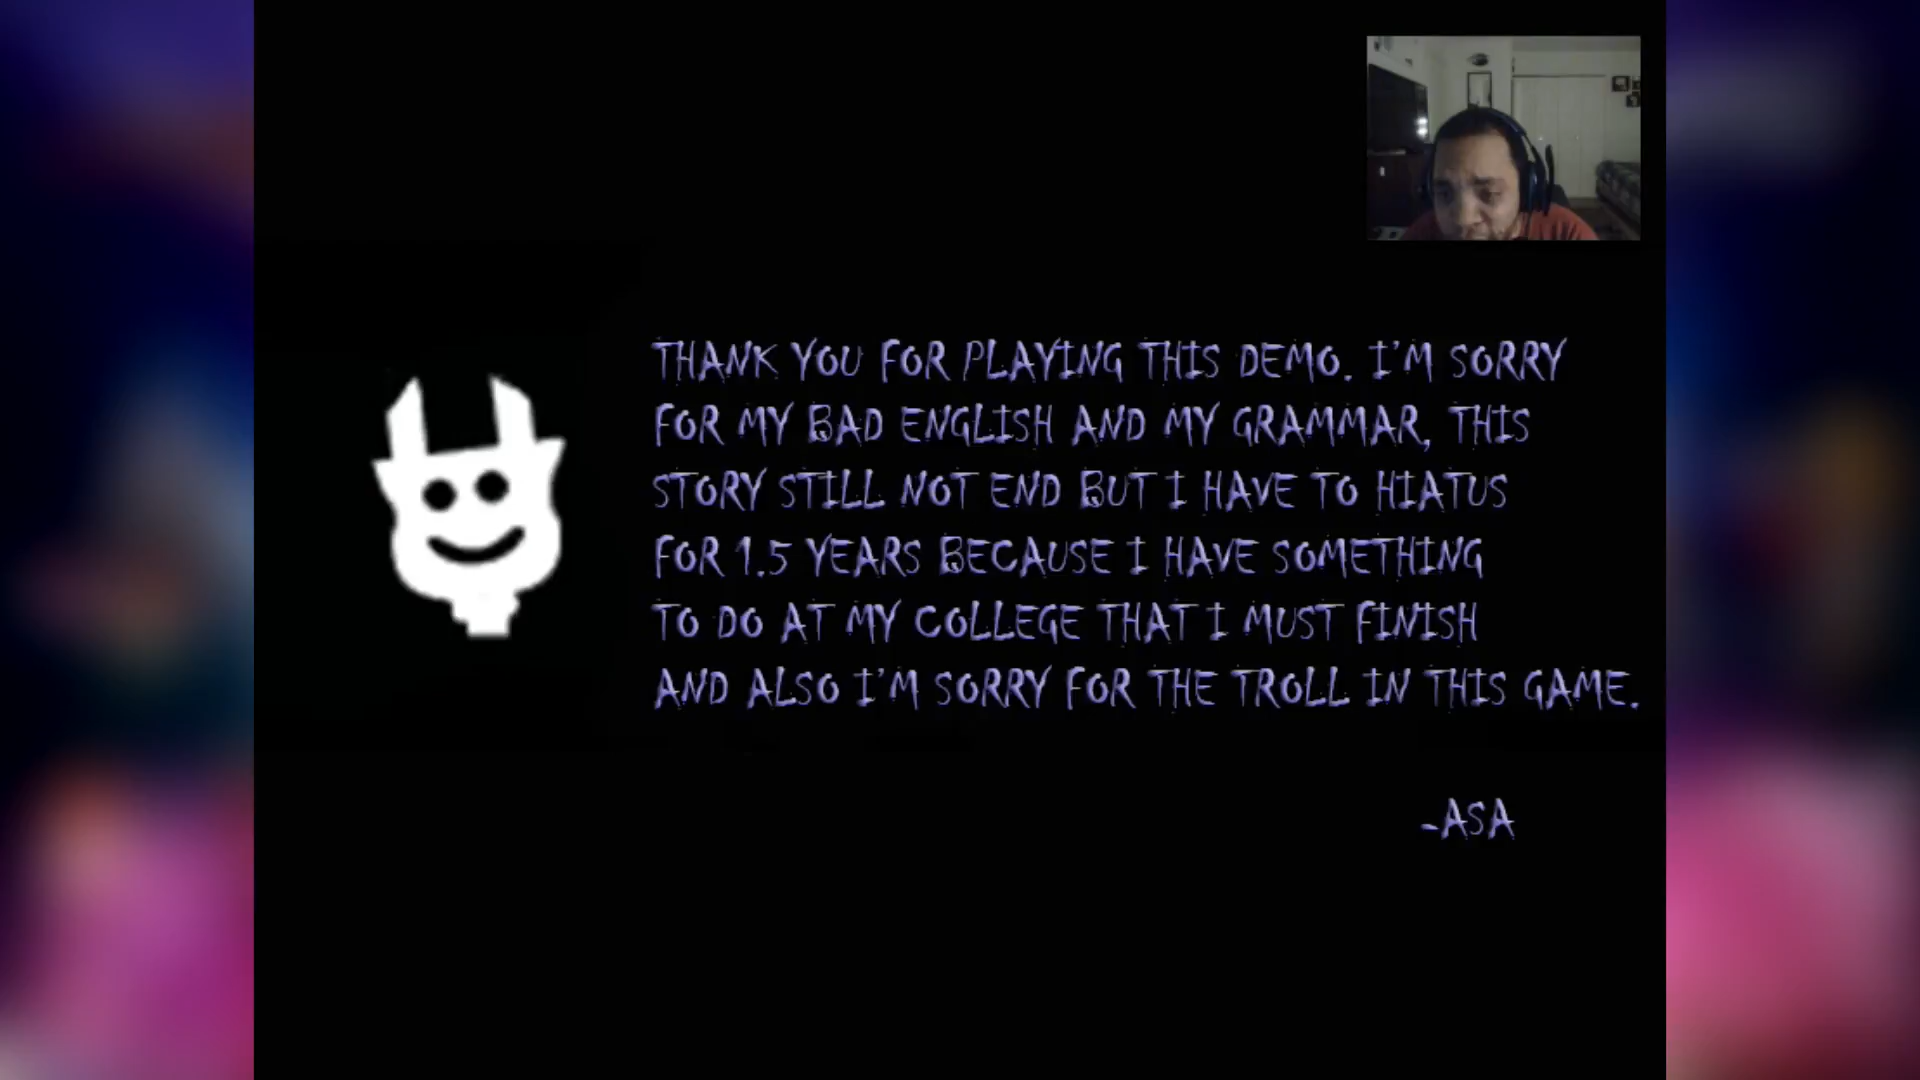 THANK YOU FOR PLAYING THIS DEMO. I'M SORRY
FOR MY BAD ENGLISH AND MY GRAMMAR, THIS
STORY STILL NOT END BUT I HAVE TO HIATUS
FOR 1.5 YEARS BECAUSE I HAVE SOMETHING
TO DO AT MY COLLEGE THAT I MUST FINISH
AND ALSO I'M SORRY FOR THE TROLL IN THIS GAME.
-ASA